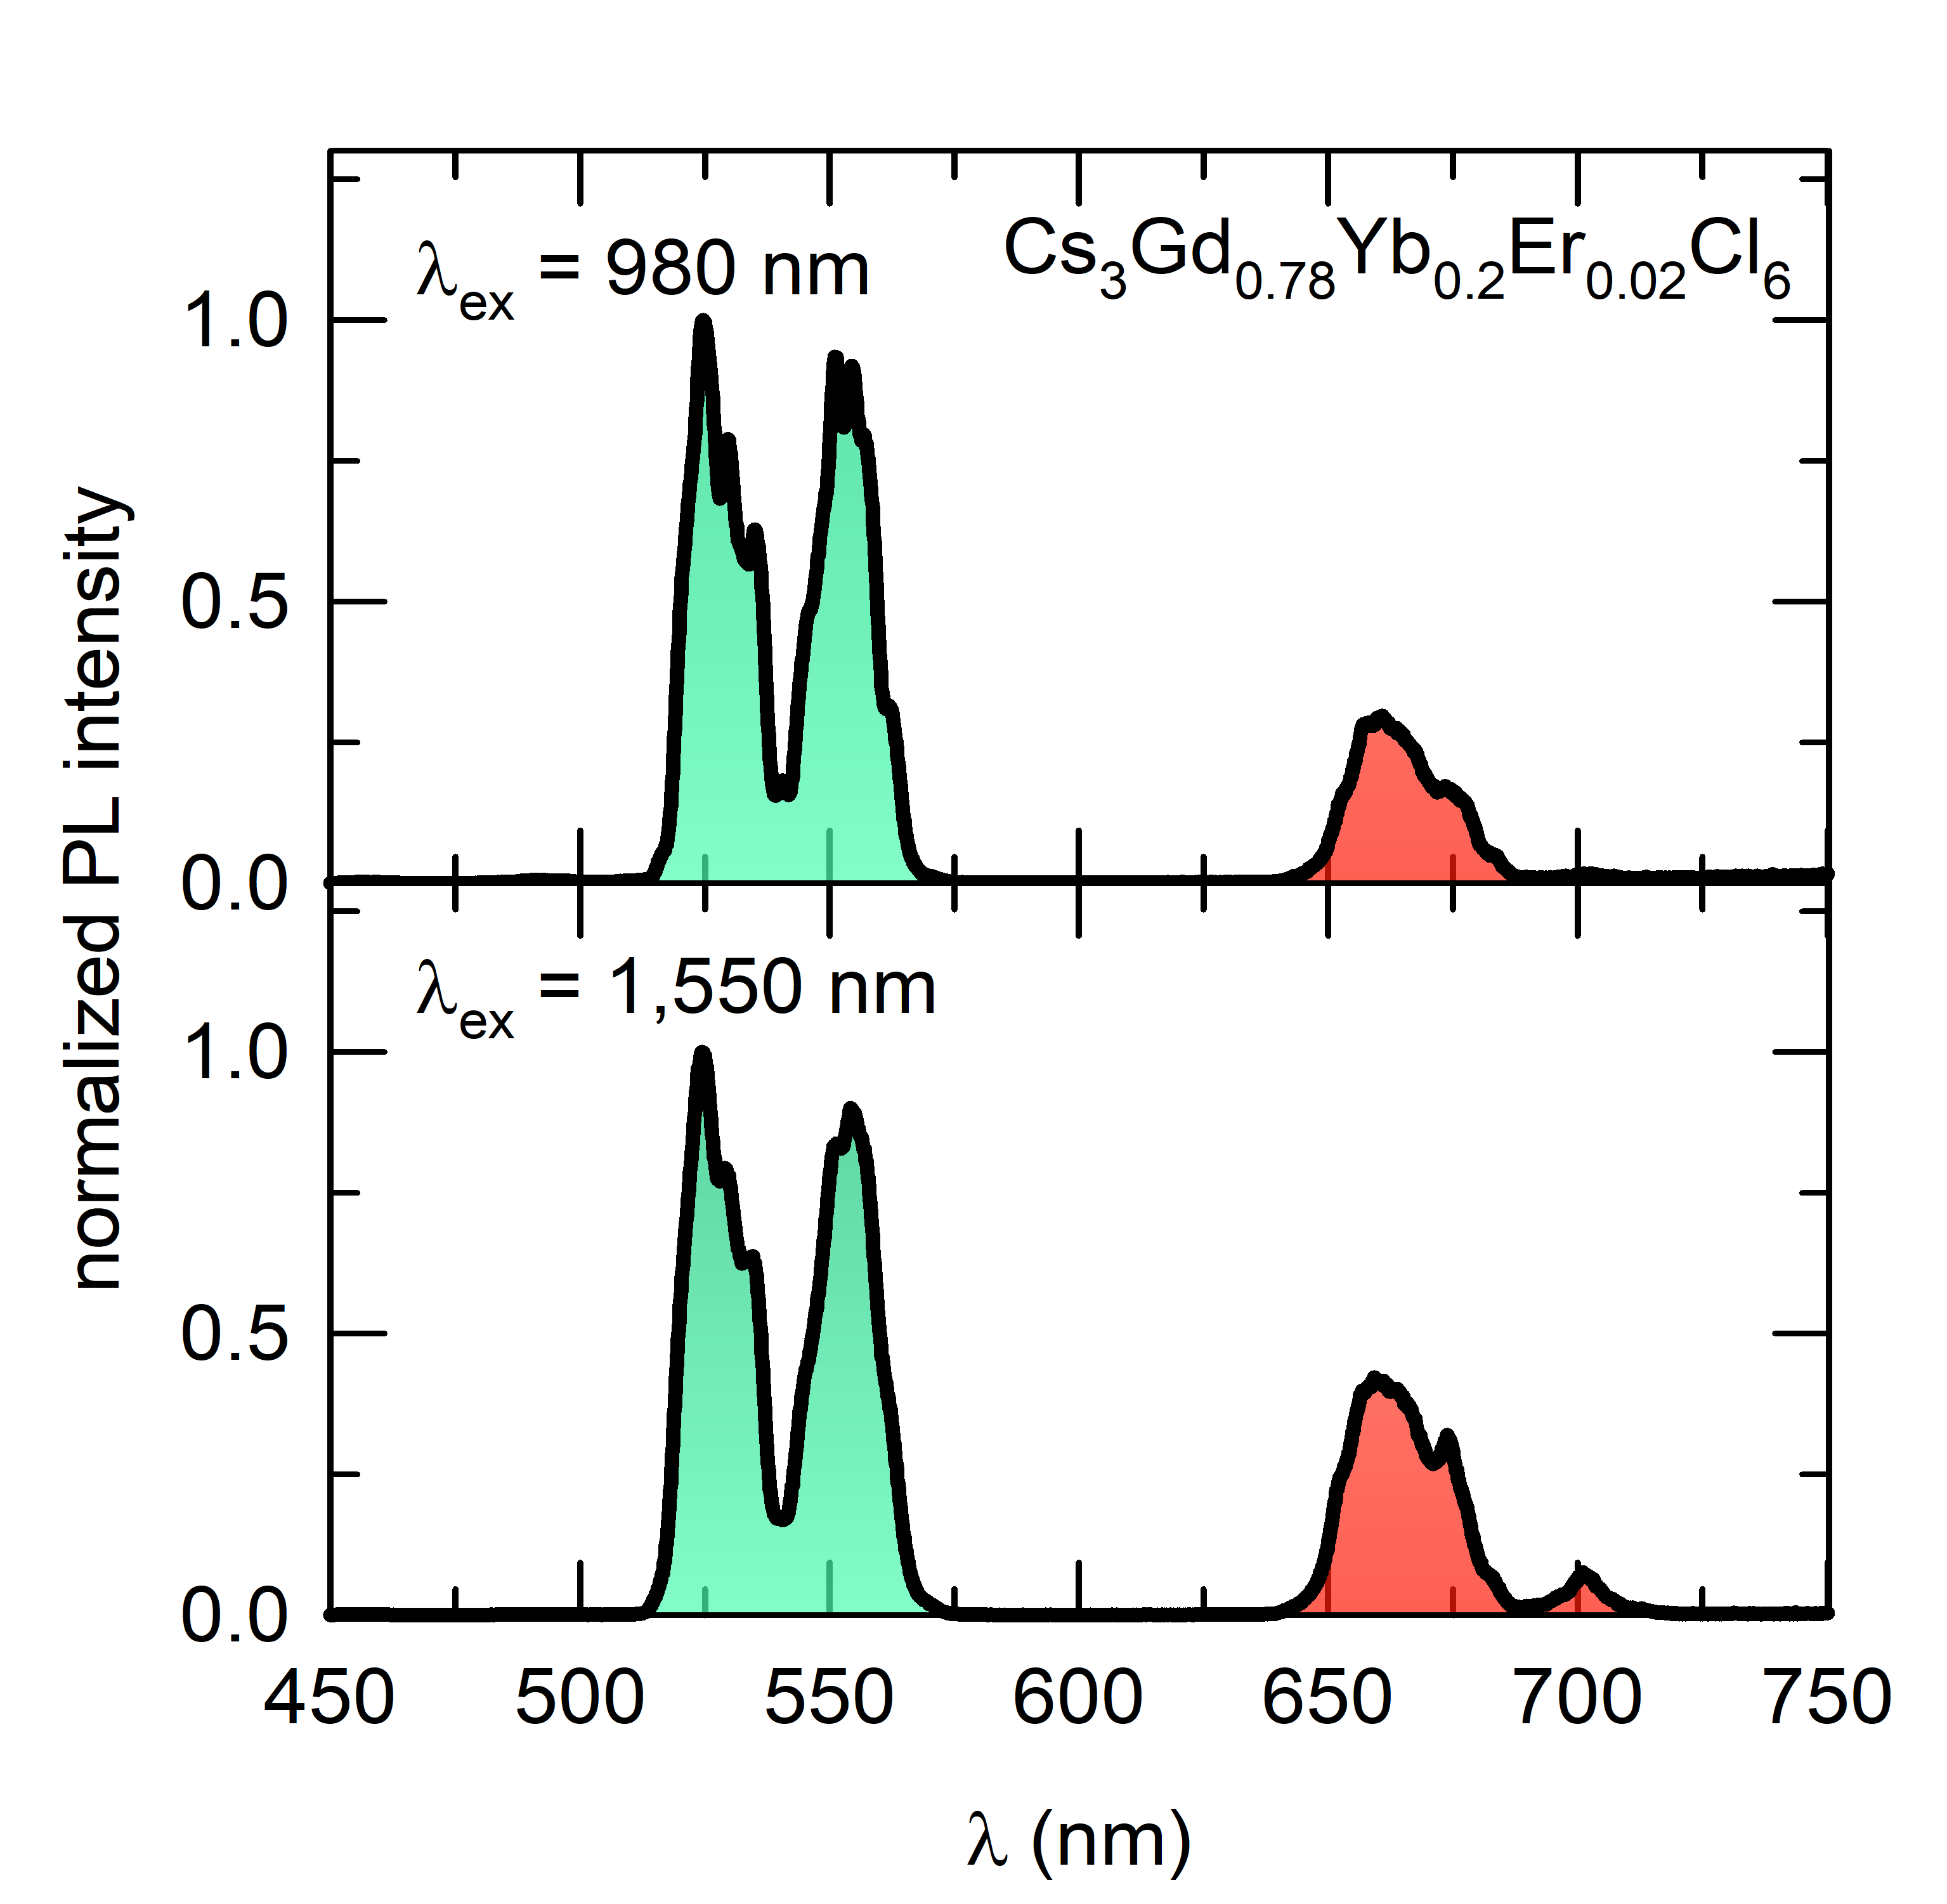 λex = 980 nm
Cs3Gd0.78Yb0.2Er0.02Cl6
1.0
0.5
0.0
λex = 1,550 nm
1.0
0.5
0.0
normalized PL intensity
450 500 550 600 650 700 750
λ (nm)